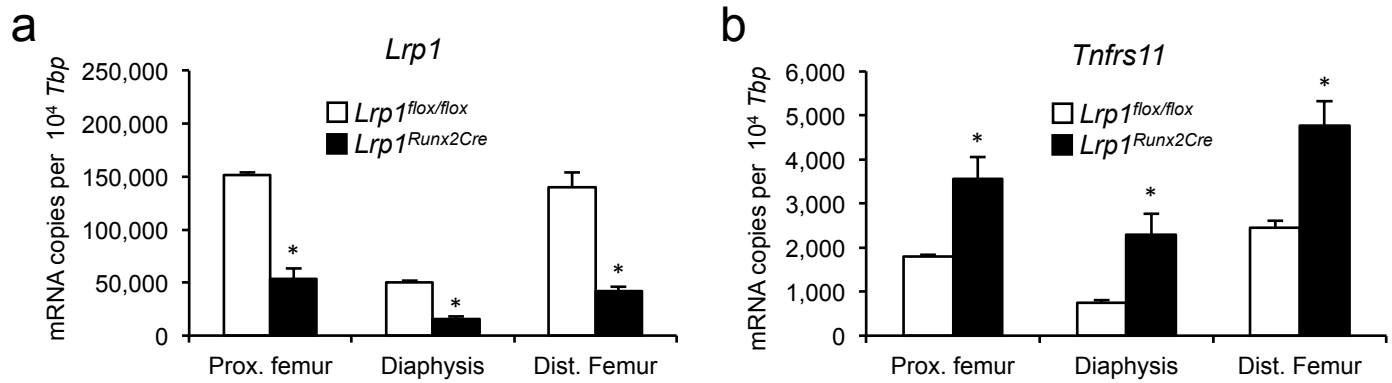 a
Lrp1
mRNA copies per 10⁴ Tbp
250,000
200,000
150,000
100,000
50,000
0
Lrp1flox/flox
Lrp1Runx2Cre
*
*
*
Prox. femur
Diaphysis
Dist. Femur
b
Tnfrs11
mRNA copies per 10⁴ Tbp
6,000
5,000
4,000
3,000
2,000
1,000
0
Lrp1flox/flox
Lrp1Runx2Cre
*
*
*
Prox. femur
Diaphysis
Dist. Femur